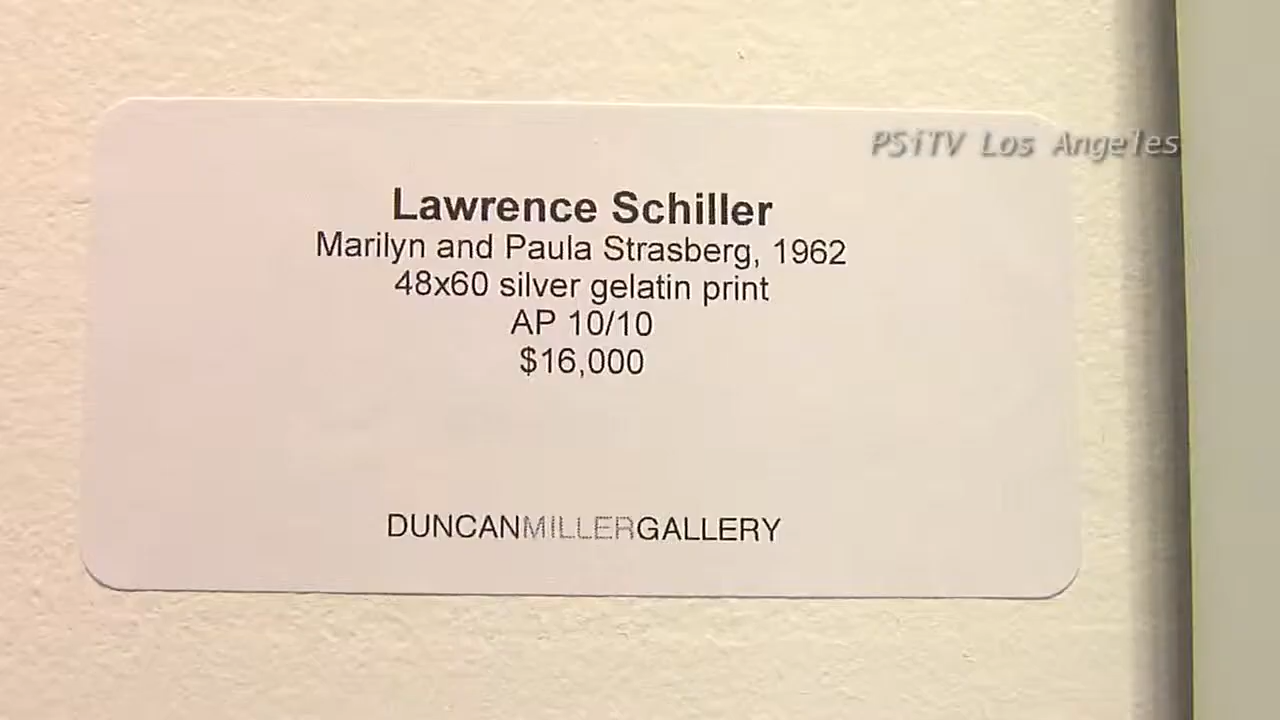 PSiTV Los Angeles
Lawrence Schiller
Marilyn and Paula Strasberg, 1962
48x60 silver gelatin print
AP 10/10
$16,000
DUNCANMILLERGALLERY